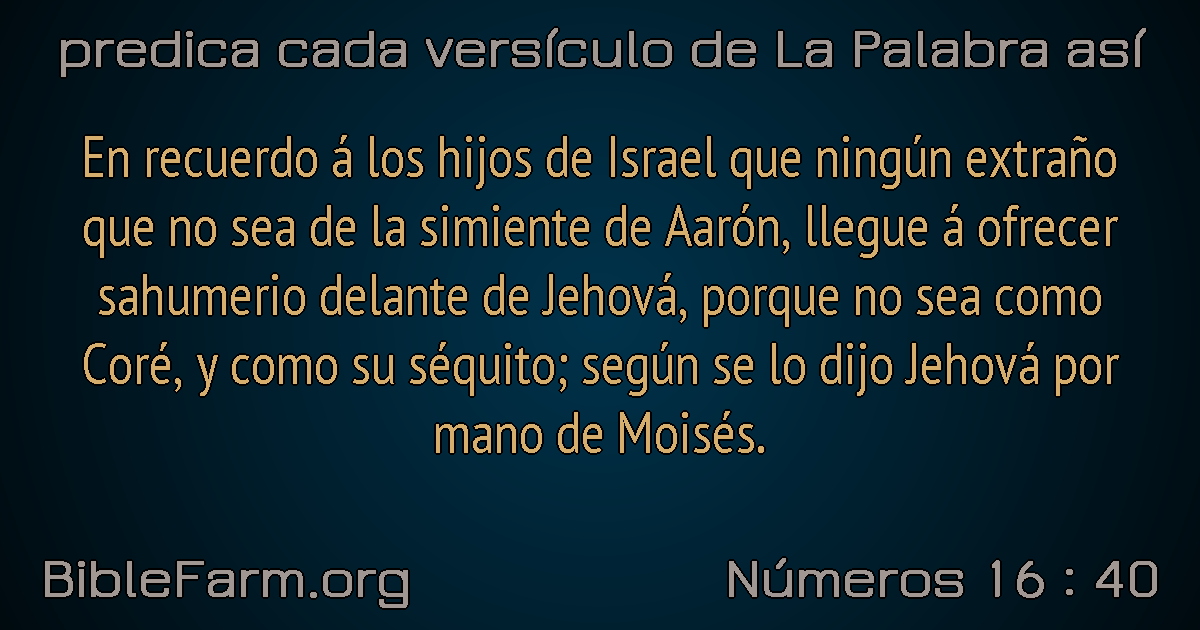 predica cada versículo de La Palabra así
En recuerdo á los hijos de Israel que ningún extraño
que no sea de la simiente de Aarón, llegue á ofrecer
sahumerio delante de Jehová, porque no sea como
Coré, y como su séquito; según se lo dijo Jehová por
mano de Moisés.
BibleFarm.org
Números 16 : 40